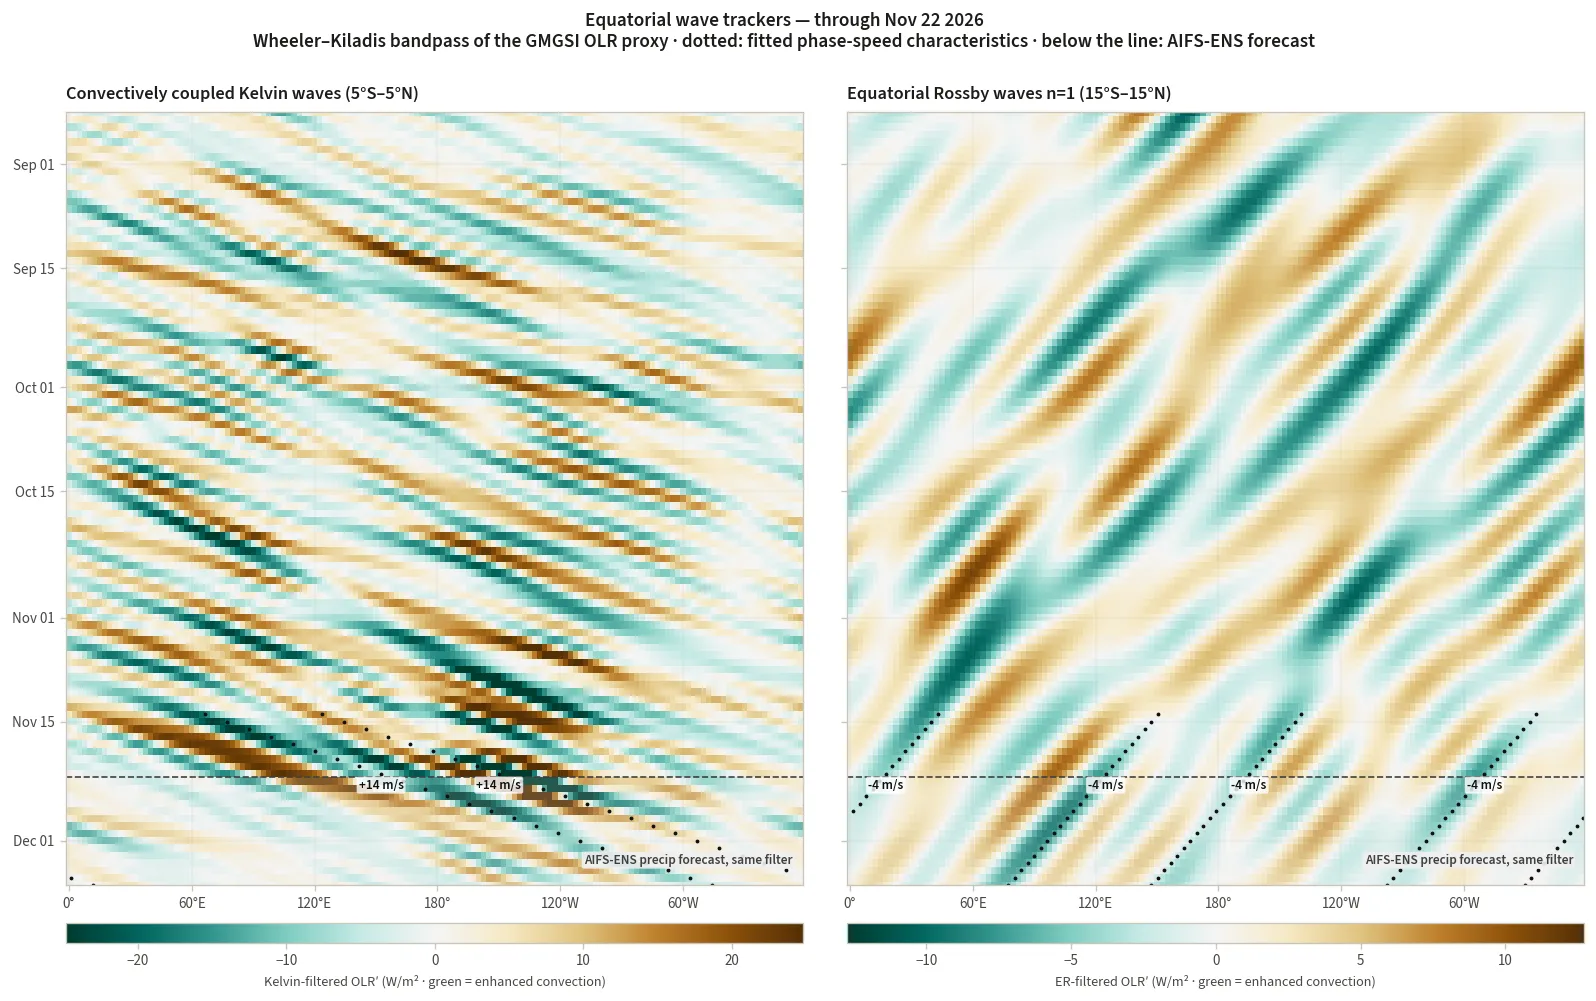 Equatorial wave trackers — through Nov 22 2026
Wheeler–Kiladis bandpass of the GMGSI OLR proxy · dotted: fitted phase-speed characteristics · below the line: AIFS-ENS forecast
Convectively coupled Kelvin waves (5°S–5°N)
Equatorial Rossby waves n=1 (15°S–15°N)
Sep 01
Sep 15
Oct 01
Oct 15
Nov 01
Nov 15
Dec 01
+14 m/s
+14 m/s
-4 m/s
-4 m/s
-4 m/s
-4 m/s
AIFS-ENS precip forecast, same filter
AIFS-ENS precip forecast, same filter
0° 60°E 120°E 180° 120°W 60°W
0° 60°E 120°E 180° 120°W 60°W
−20 −10 0 10 20
−10 −5 0 5 10
Kelvin-filtered OLR′ (W/m² · green = enhanced convection)
ER-filtered OLR′ (W/m² · green = enhanced convection)